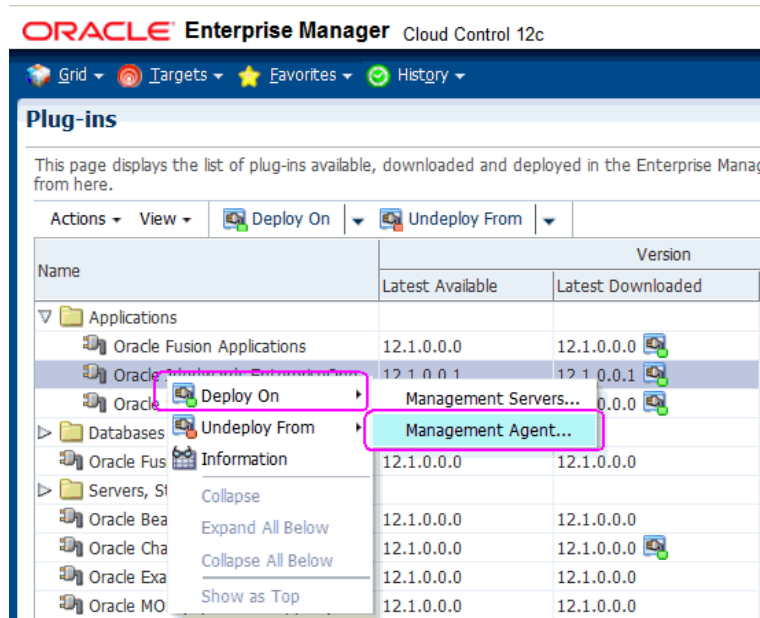 ORACLE Enterprise Manager Cloud Control 12c
Grid Targets Favorites History
Plug-ins
This page displays the list of plug-ins available, downloaded and deployed in the Enterprise Manag
from here.
Actions View Deploy On Undeploy From
Version
Name
Latest Available Latest Downloaded
Applications
Oracle Fusion Applications 12.1.0.0.0 12.1.0.0.0
Oracle 12.1.0.0.1 12.1.0.0.1
Deploy On
Management Servers...
Oracle .0.0
Undeploy From
Management Agent...
Databases
Oracle Fus 12.1.0.0.0 12.1.0.0.0
Information
Servers, St
Collapse
Oracle Bea 12.1.0.0.0 12.1.0.0.0
Expand All Below
Oracle Cha 12.1.0.0.0 12.1.0.0.0
Collapse All Below
Oracle Exa 12.1.0.0.0 12.1.0.0.0
Show as Top
Oracle MO 12.1.0.0.0 12.1.0.0.0